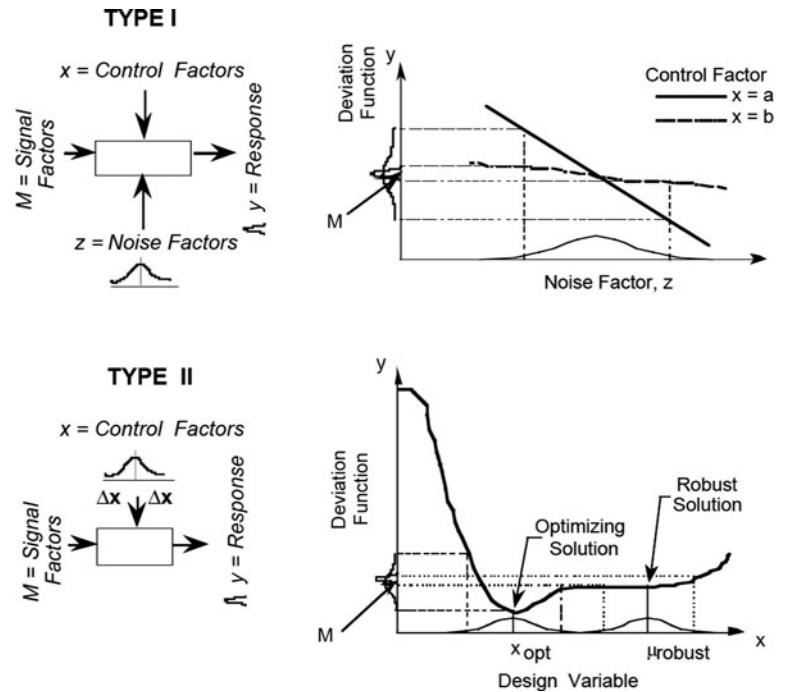 TYPE I
x = Control Factors
M = Signal
Factors
y = Response
z = Noise Factors
y
Deviation
Function
M
Control Factor
x = a
x = b
Noise Factor, z
TYPE II
x = Control Factors
Δx
Δx
M = Signal
Factors
y = Response
y
Deviation
Function
M
Optimizing
Solution
Robust
Solution
x
xopt
μrobust
Design Variable